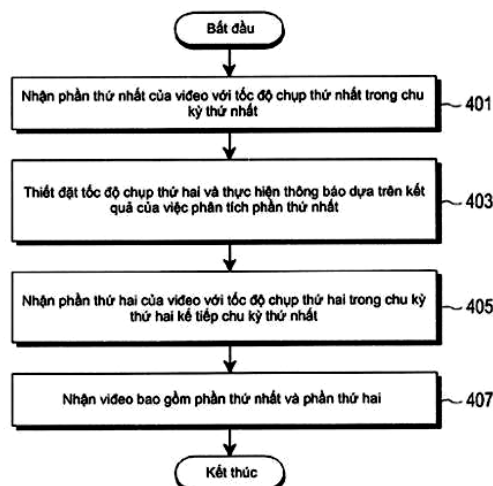 Bắt đầu
Nhận phần thứ nhất của video với tốc độ chụp thứ nhất trong chu
kỳ thứ nhất
401
Thiết đặt tốc độ chụp thứ hai và thực hiện thông báo dựa trên kết
quả của việc phân tích phần thứ nhất
403
Nhận phần thứ hai của video với tốc độ chụp thứ hai trong chu kỳ
thứ hai kế tiếp chu kỳ thứ nhất
405
Nhận video bao gồm phần thứ nhất và phần thứ hai
407
Kết thúc